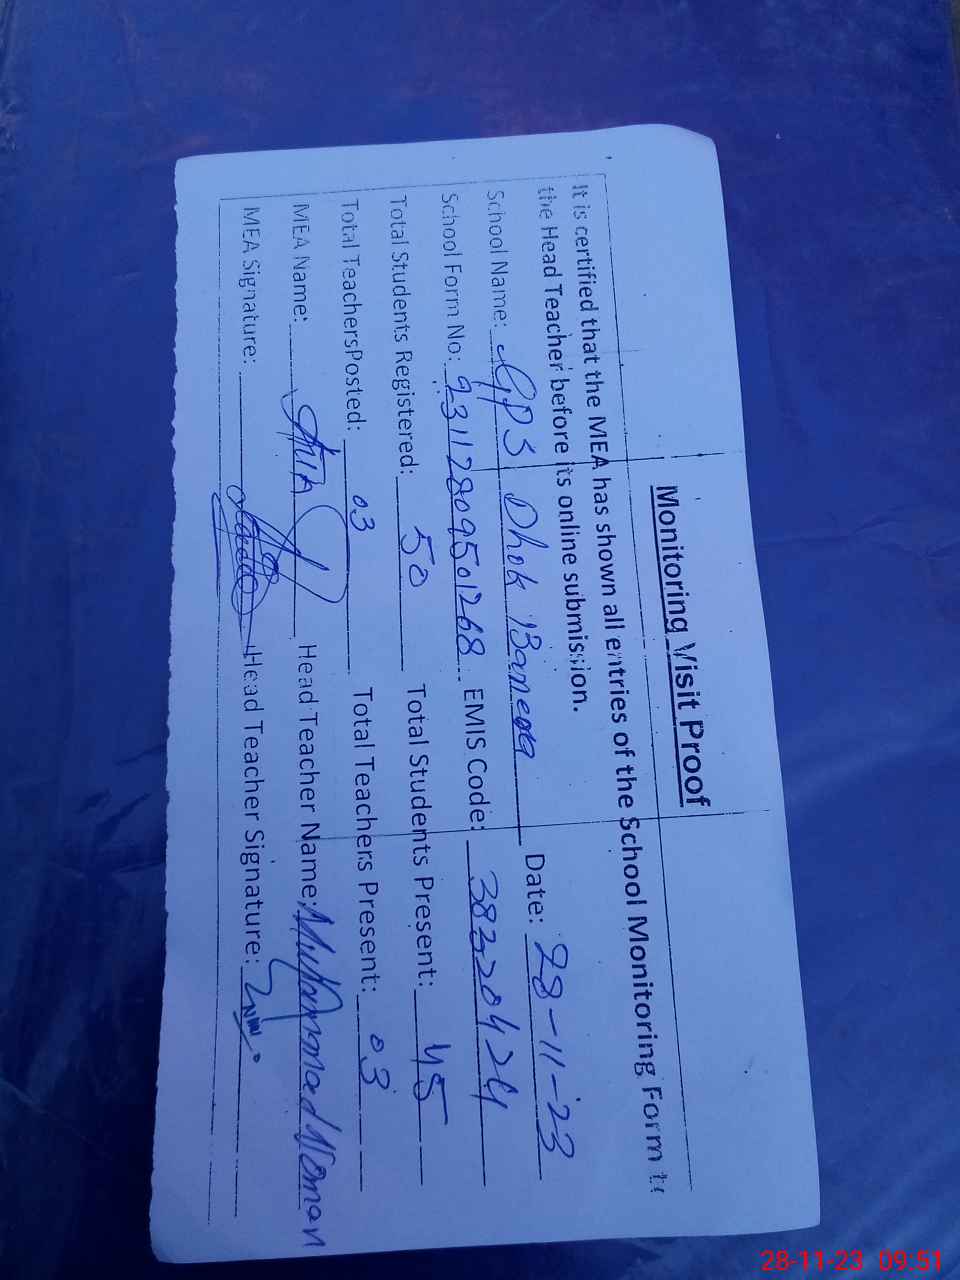 Monitoring Visit Proof
It is certified that the MEA has shown all entries of the School Monitoring Form to
the Head Teacher before its online submission.
School Name: GPS Dhok Date: 28-11-23
School Form No: 23112809501268 EMIS Code:
Total Students Registered: 50 Total Students Present: 45
Total TeachersPosted: 03 Total Teachers Present: 03
MEA Name: Head Teacher Name: Muhammad Noman
MEA Signature: Head Teacher Signature:
28-11-23 09:51